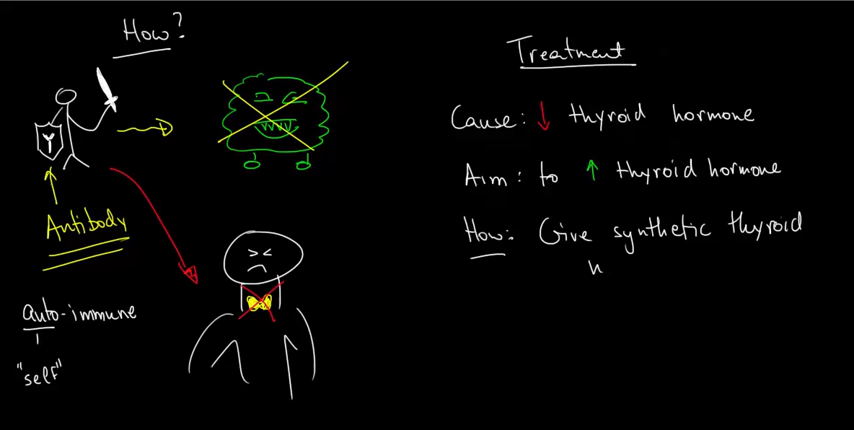 How?
Antibody
auto-immune
"self"
Treatment
Cause: ↓ thyroid hormone
Aim: to ↑ thyroid hormone
How: Give synthetic thyroid
h